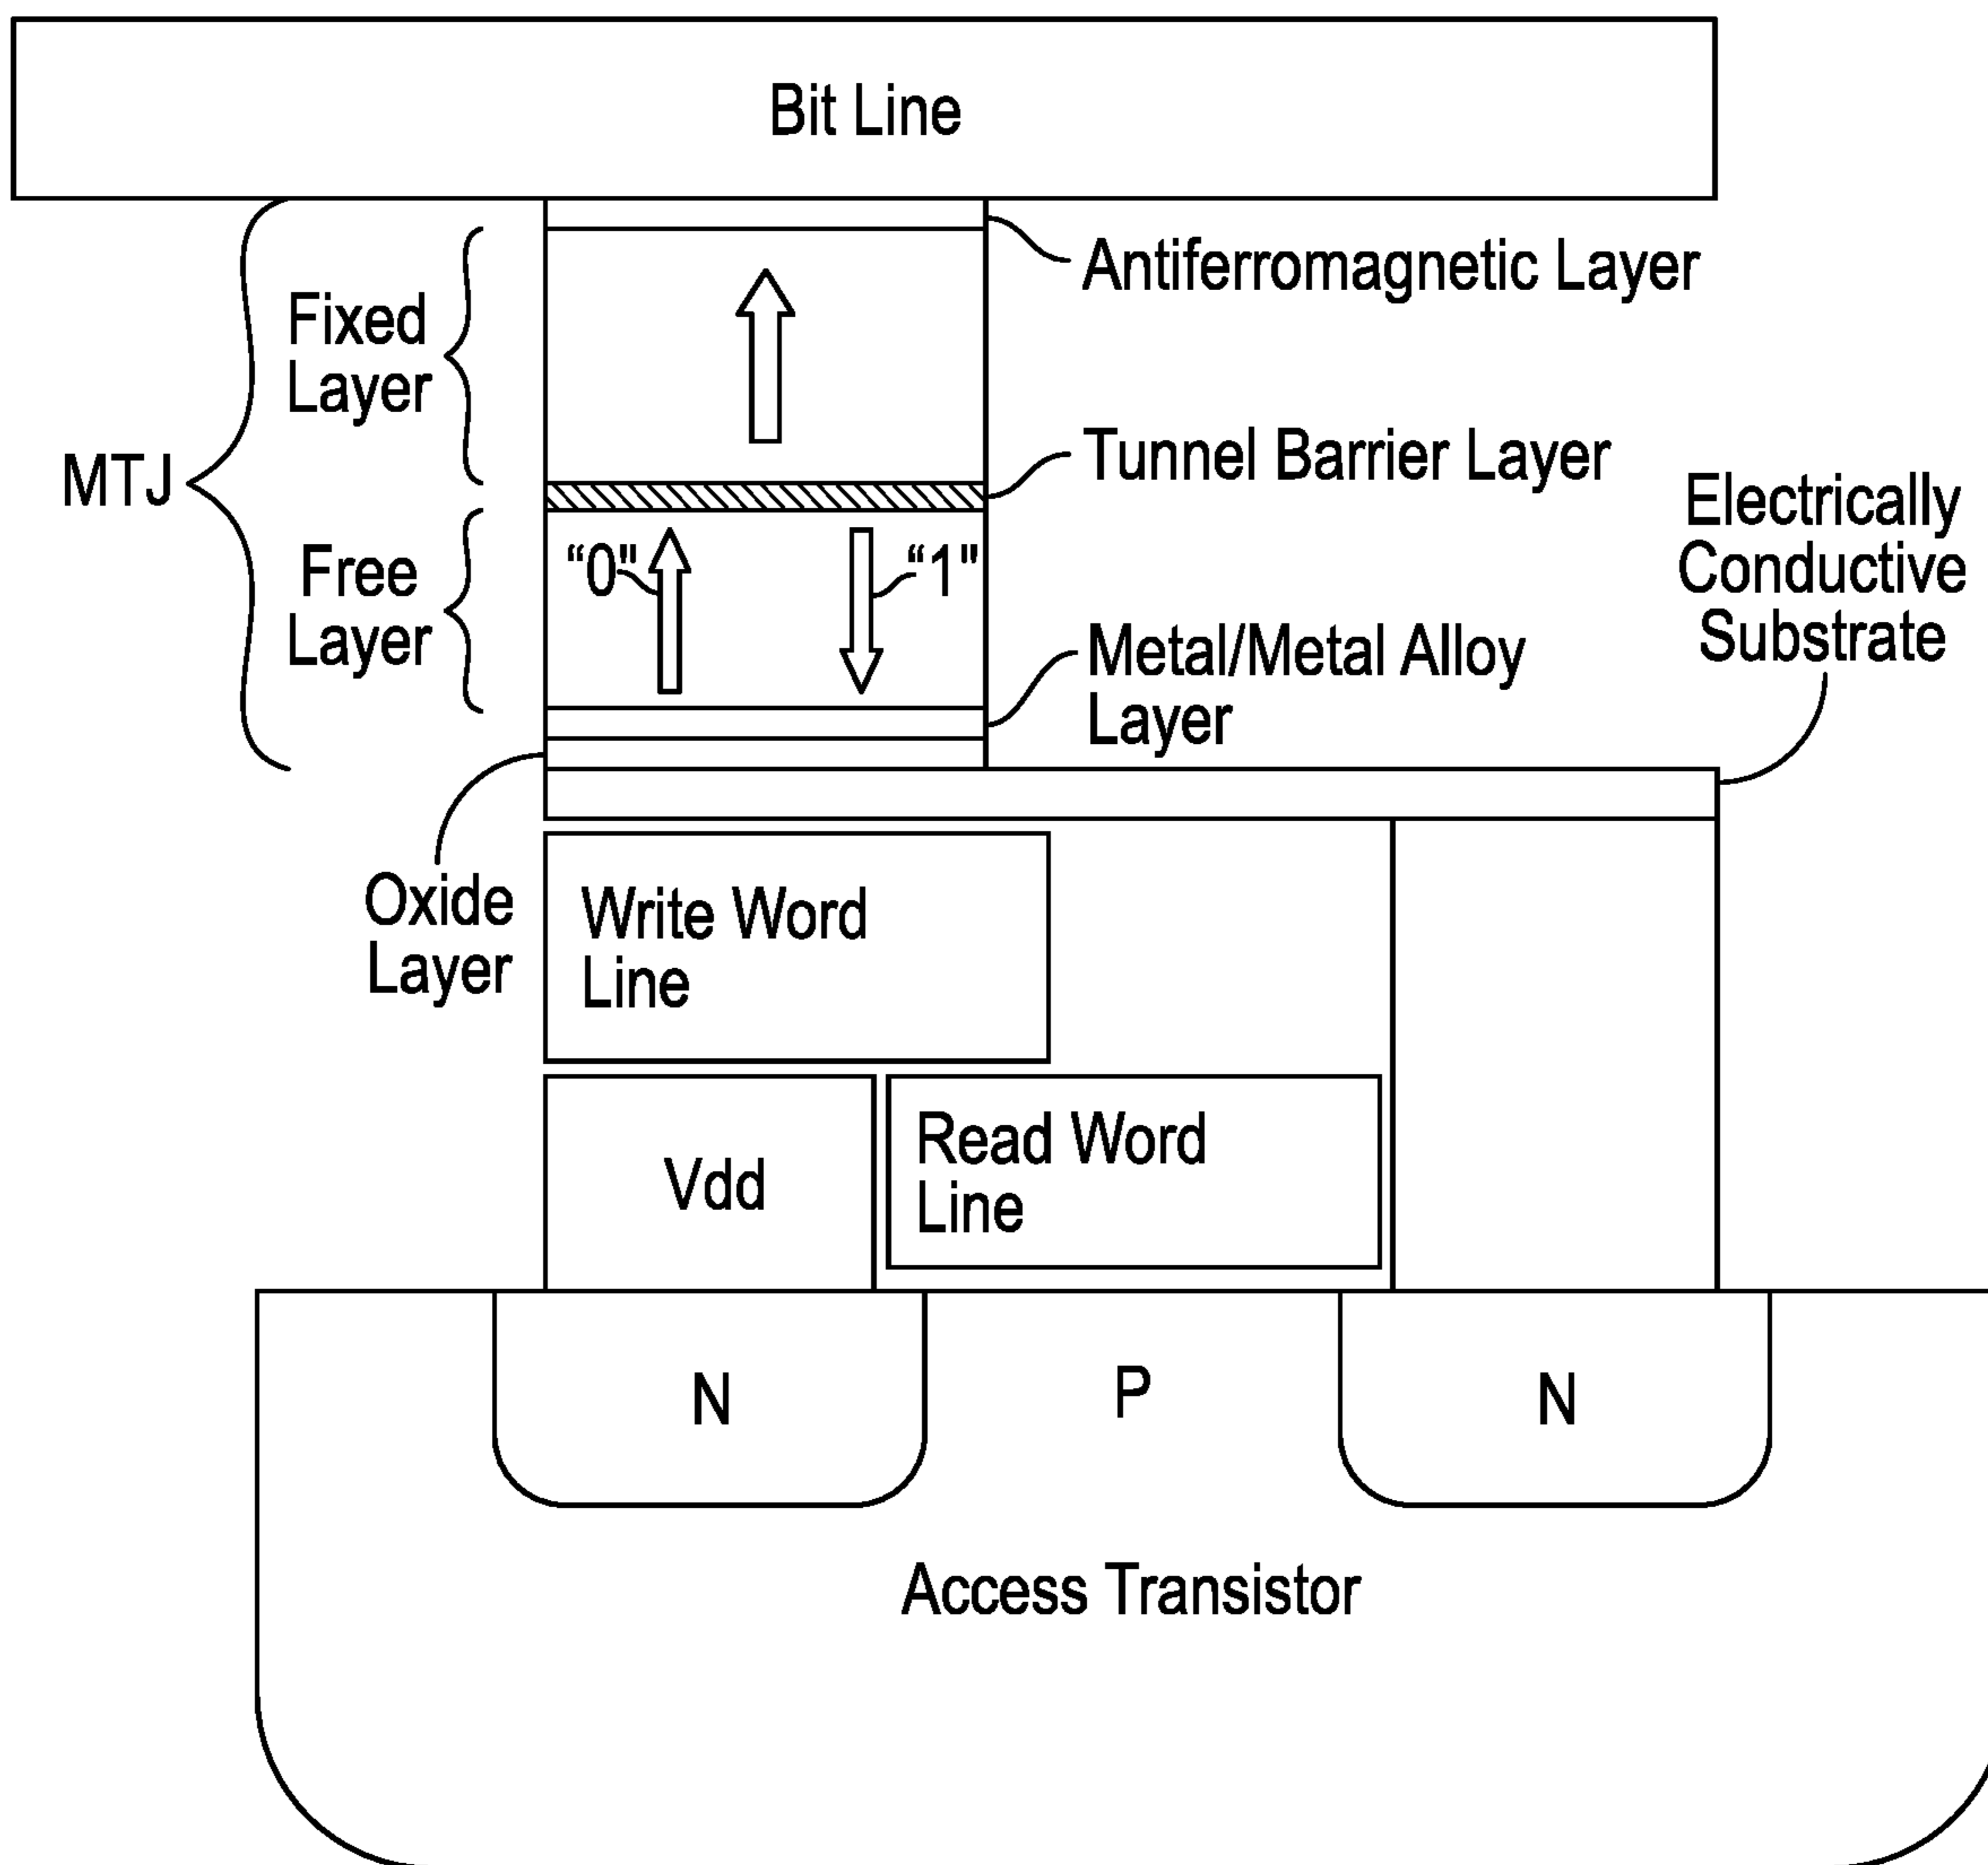 Bit Line
Antiferromagnetic Layer
Fixed
Layer
MTJ
Tunnel Barrier Layer
Electrically
Conductive
Substrate
Free
Layer
“0"
“1"
Metal/Metal Alloy
Layer
Oxide
Layer
Write Word
Line
Vdd
Read Word
Line
N
P
N
Access Transistor